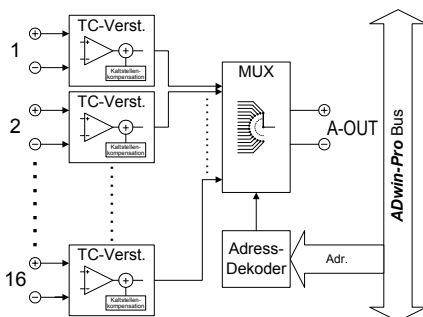 TC-Verst.
1
Kaltstellen-
kompensation
TC-Verst.
2
Kaltstellen-
kompensation
TC-Verst.
16
Kaltstellen-
kompensation
MUX
A-OUT
Adress-
Dekoder
Adr.
ADwin-Pro Bus